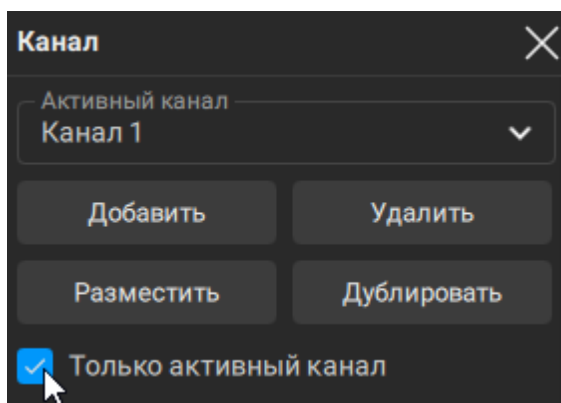 Канал
Активный канал
Канал 1
Добавить
Удалить
Разместить
Дублировать
Только активный канал